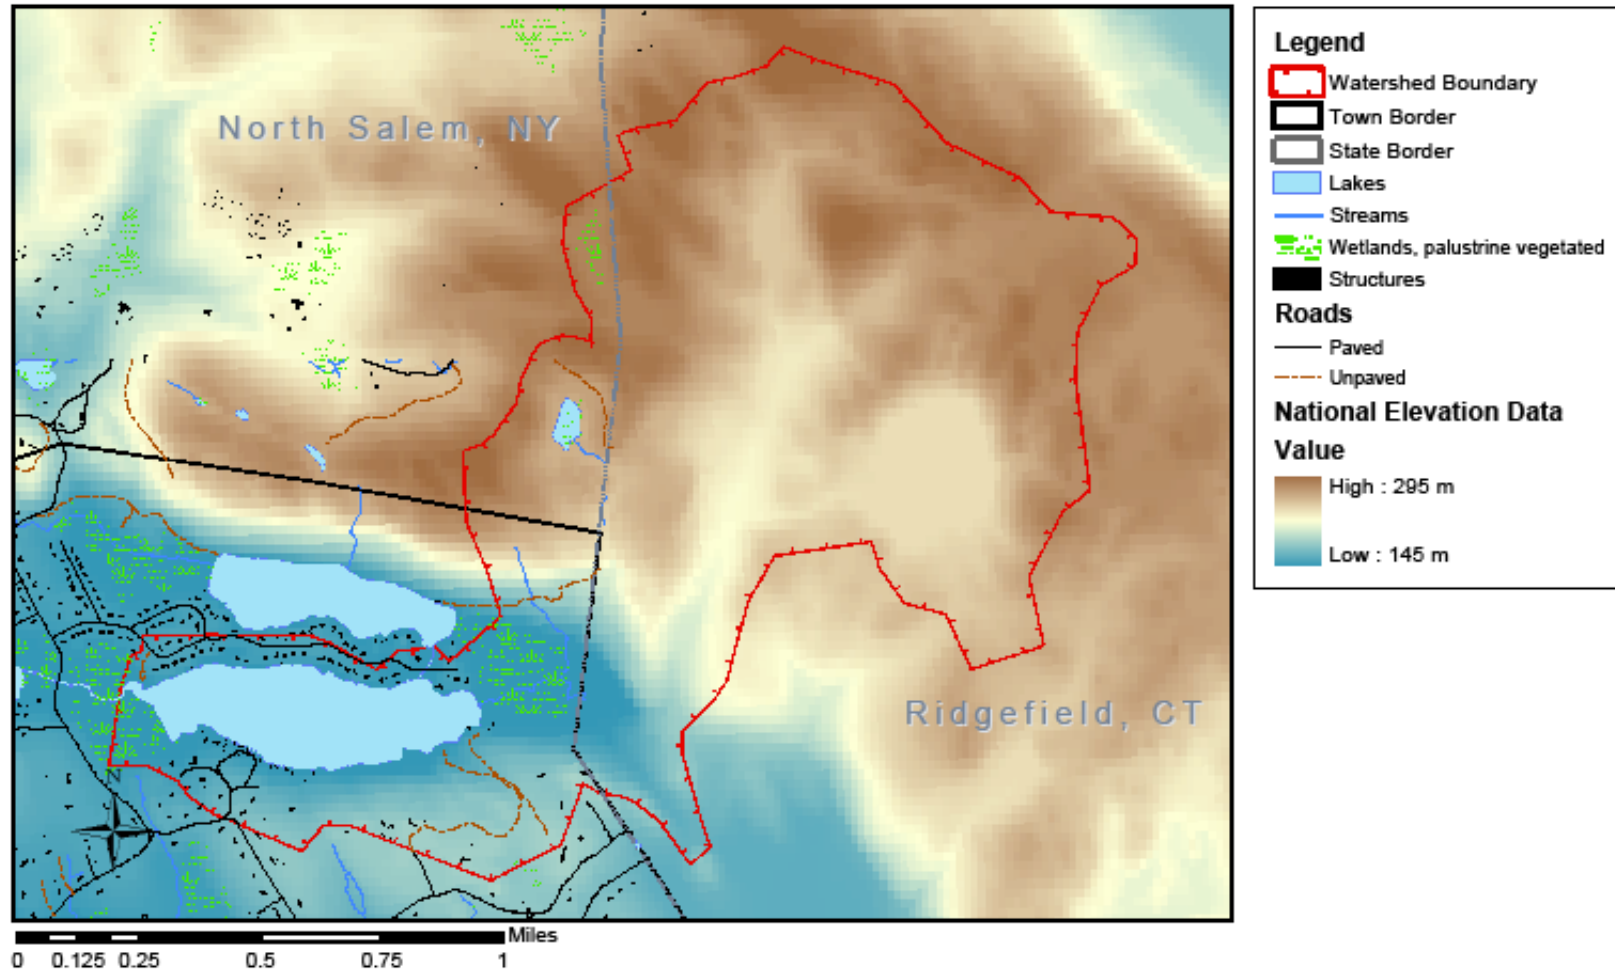 North Salem, NY
Ridgefield, CT
N
Miles
0 0.125 0.25 0.5 0.75 1
Legend
Watershed Boundary
Town Border
State Border
Lakes
Streams
Wetlands, palustrine vegetated
Structures
Roads
Paved
Unpaved
National Elevation Data
Value
High : 295 m
Low : 145 m